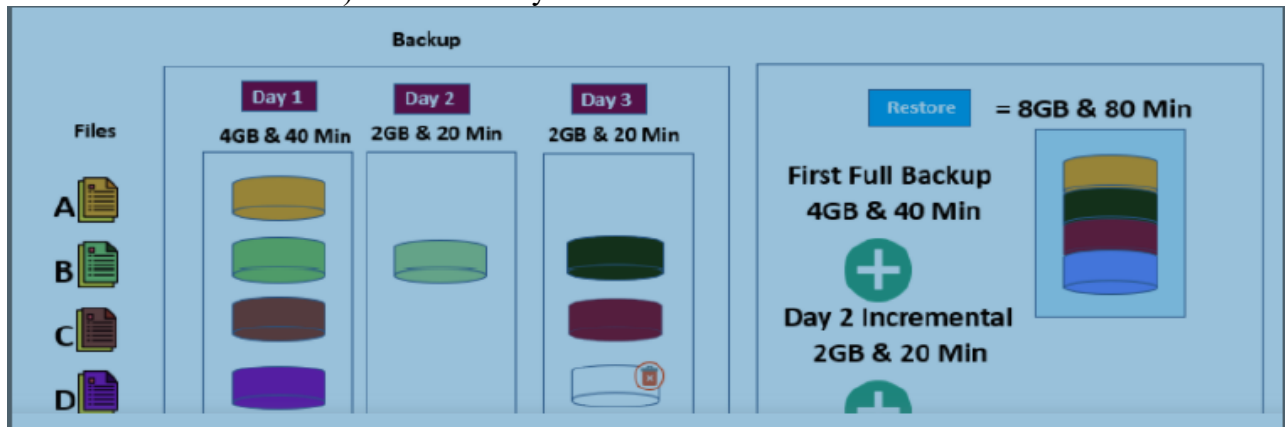 Backup
Day 1
Day 2
Day 3
4GB & 40 Min
2GB & 20 Min
2GB & 20 Min
Files
A
B
C
D
Restore
= 8GB & 80 Min
First Full Backup
4GB & 40 Min
Day 2 Incremental
2GB & 20 Min